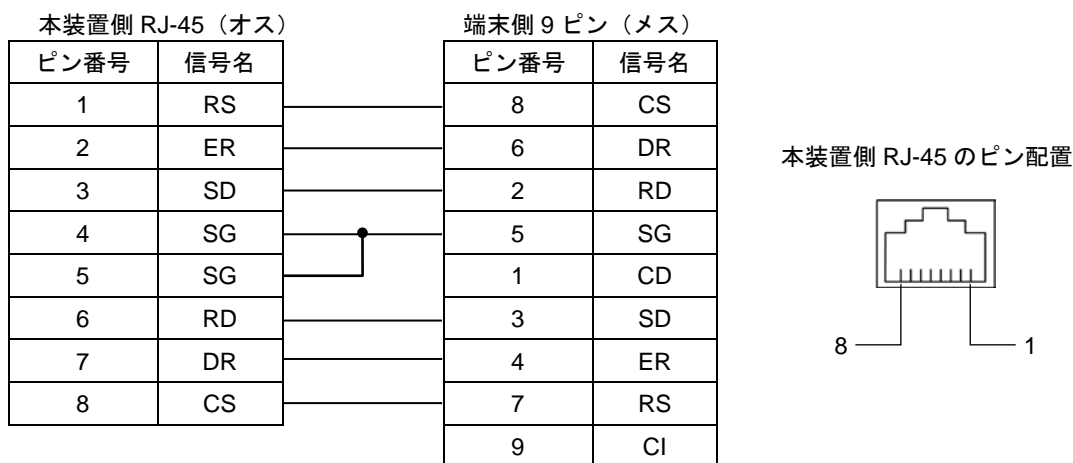 本装置側 RJ-45（オス）
ピン番号 信号名
1 RS
2 ER
3 SD
4 SG
5 SG
6 RD
7 DR
8 CS
端末側 9 ピン（メス）
ピン番号 信号名
8 CS
6 DR
2 RD
5 SG
1 CD
3 SD
4 ER
7 RS
9 CI
本装置側 RJ-45 のピン配置
8 1